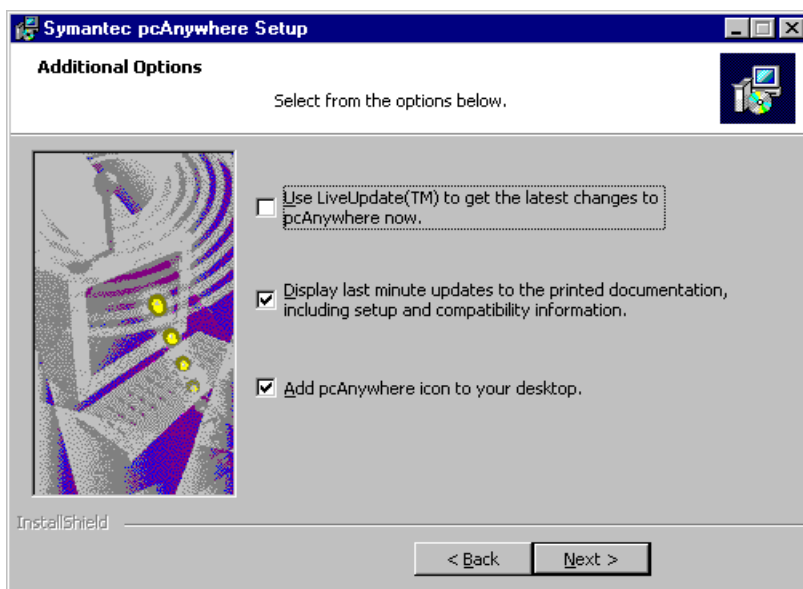 Symantec pcAnywhere Setup
Additional Options
Select from the options below.
Use LiveUpdate(TM) to get the latest changes to
pcAnywhere now.
Display last minute updates to the printed documentation,
including setup and compatibility information.
Add pcAnywhere icon to your desktop.
InstallShield
< Back
Next >